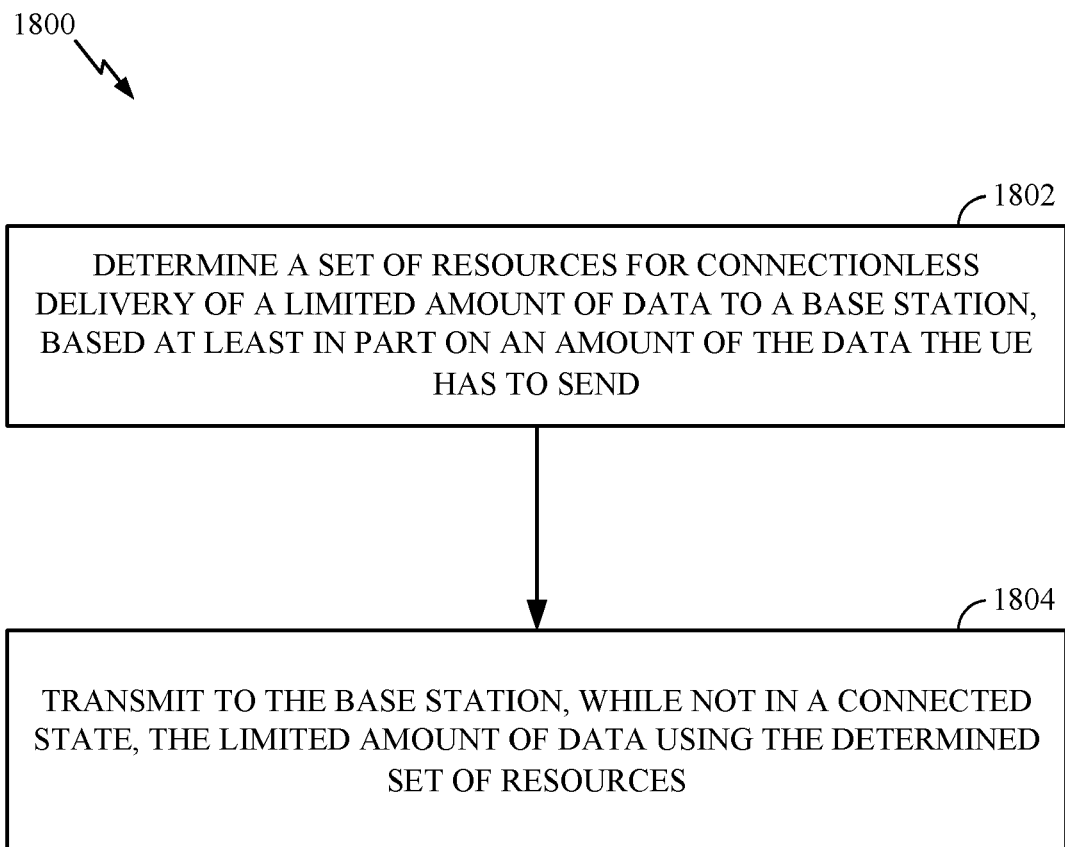 1800
1802
DETERMINE A SET OF RESOURCES FOR CONNECTIONLESS
DELIVERY OF A LIMITED AMOUNT OF DATA TO A BASE STATION,
BASED AT LEAST IN PART ON AN AMOUNT OF THE DATA THE UE
HAS TO SEND
1804
TRANSMIT TO THE BASE STATION, WHILE NOT IN A CONNECTED
STATE, THE LIMITED AMOUNT OF DATA USING THE DETERMINED
SET OF RESOURCES